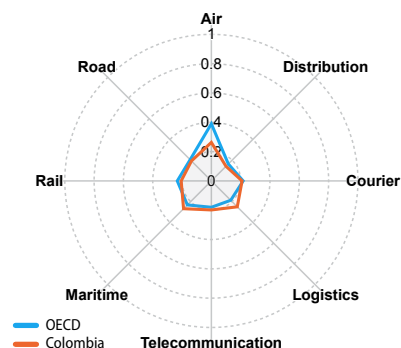 Air
1
Road
Distribution
0.8
0.6
0.4
0.2
Rail
0
Courier
Maritime
Logistics
OECD
Colombia
Telecommunication